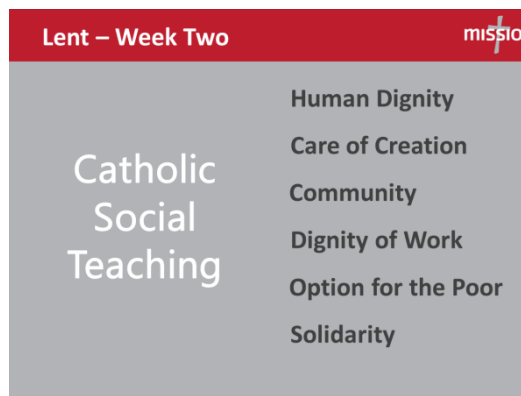 Lent – Week Two
missio
Catholic
Social
Teaching
Human Dignity
Care of Creation
Community
Dignity of Work
Option for the Poor
Solidarity